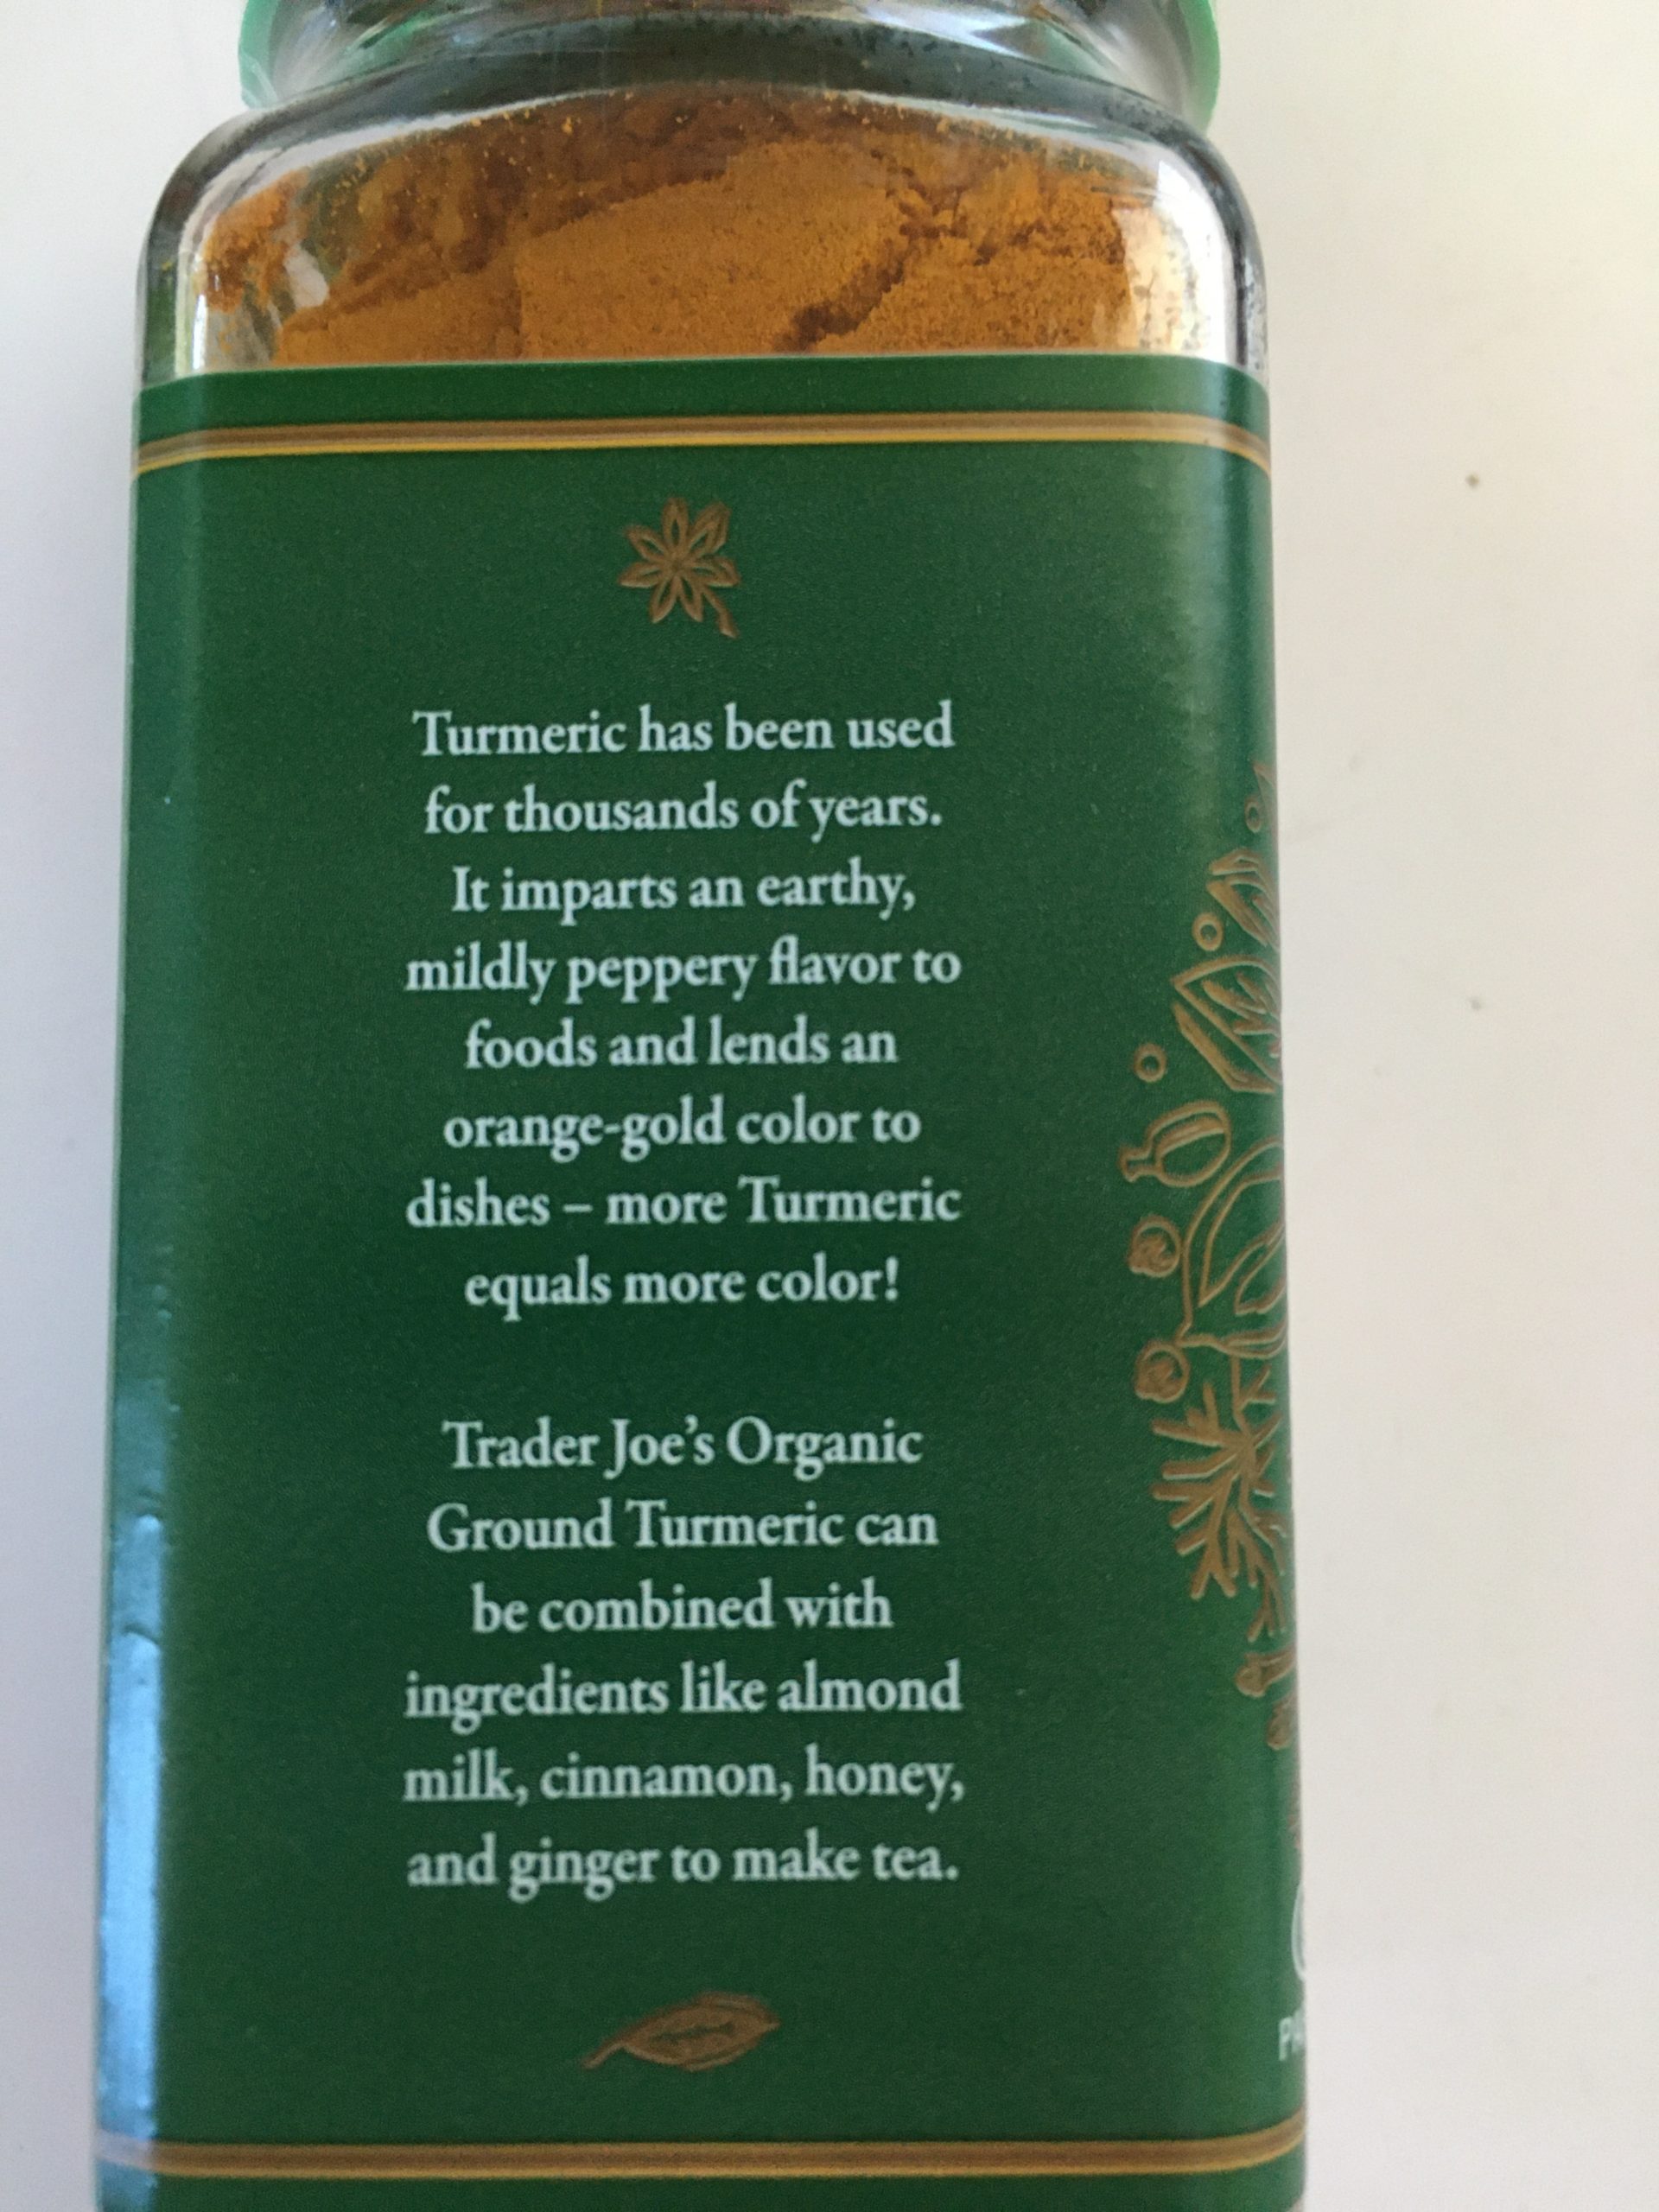 Turmeric has been used
for thousands of years.
It imparts an earthy,
mildly peppery flavor to
foods and lends an
orange-gold color to
dishes – more Turmeric
equals more color!
Trader Joe’s Organic
Ground Turmeric can
be combined with
ingredients like almond
milk, cinnamon, honey,
and ginger to make tea.